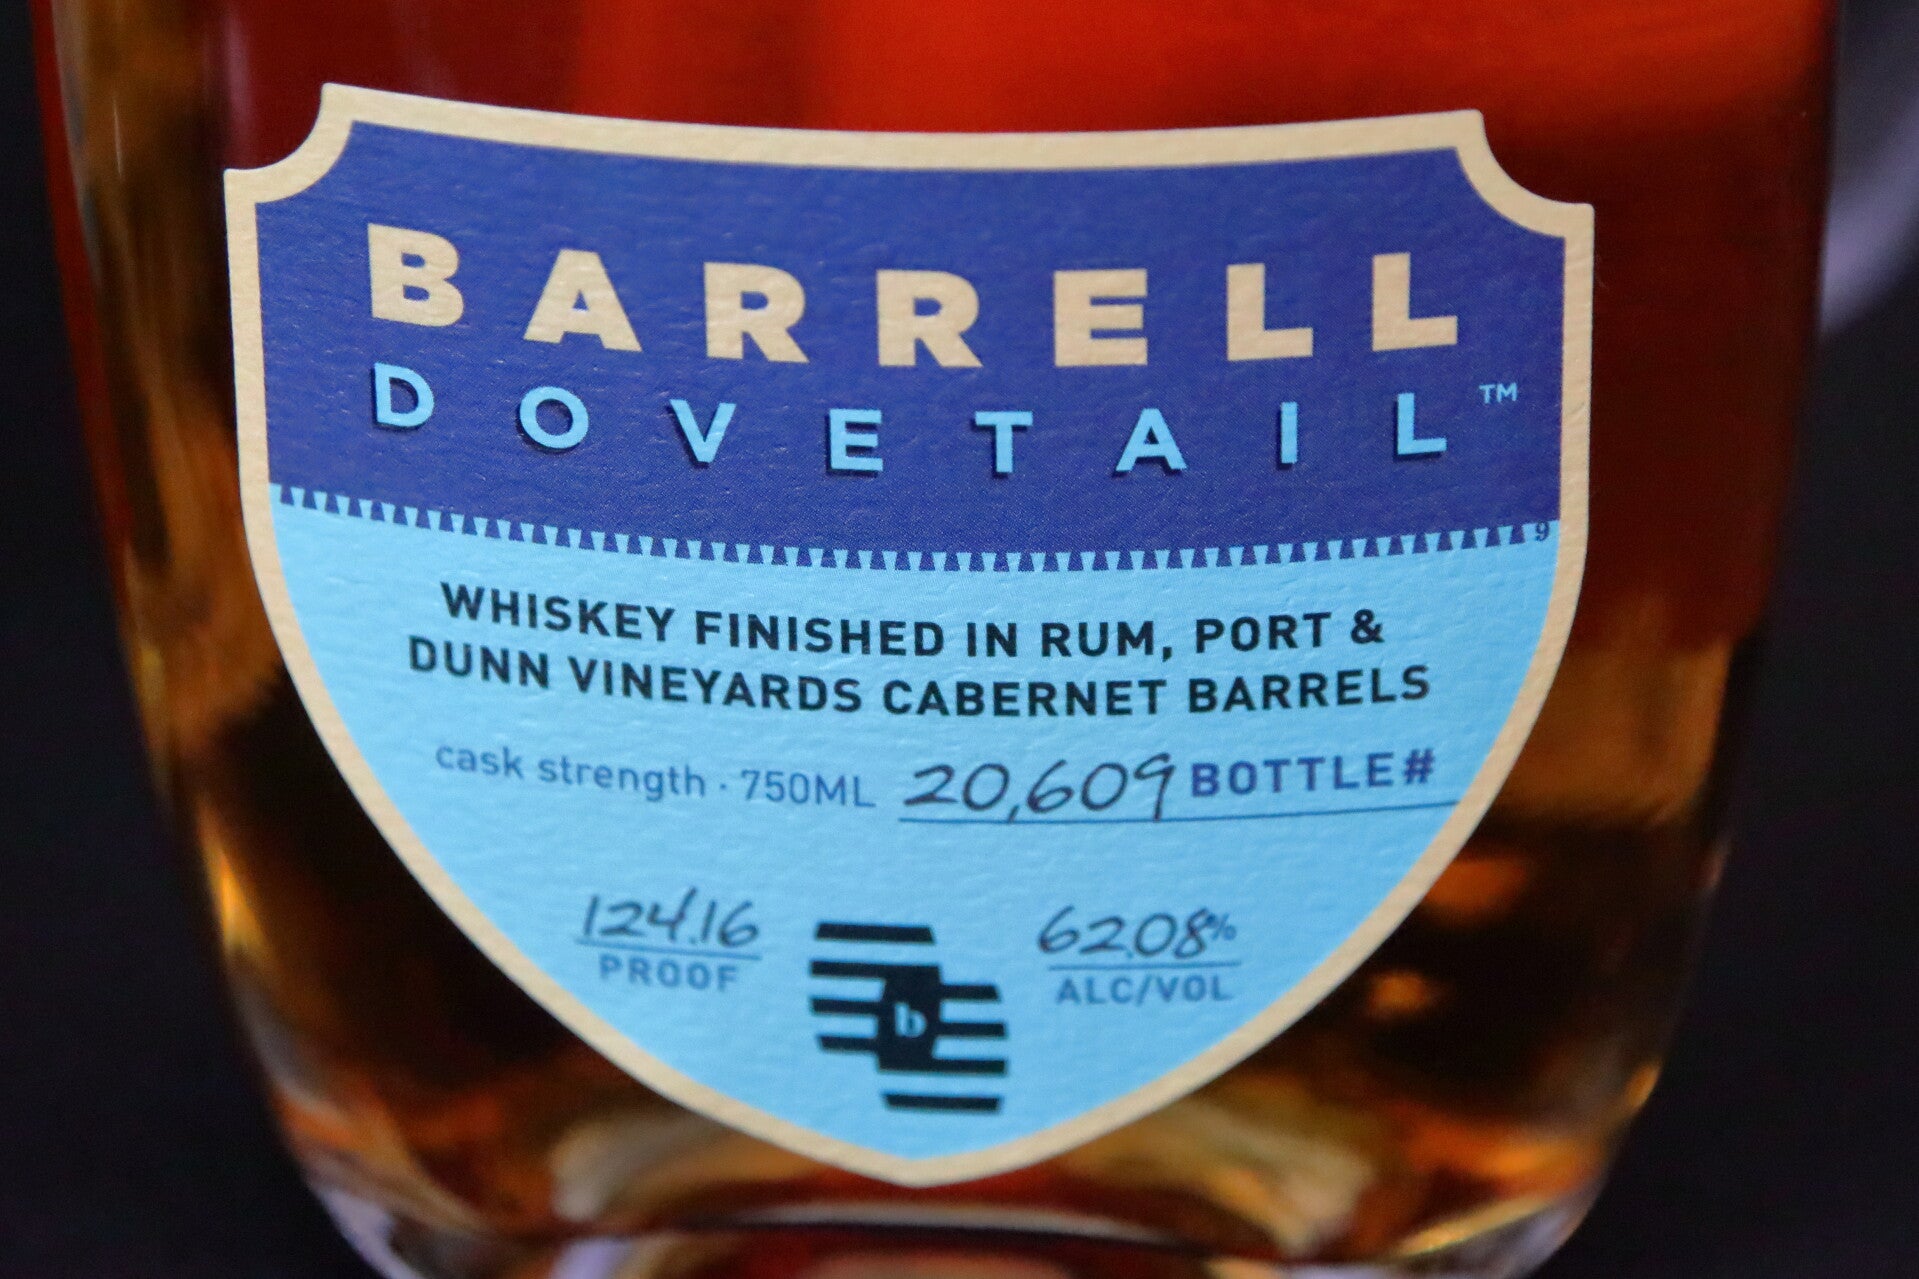 BARRELL
DOVETAIL™
9
WHISKEY FINISHED IN RUM, PORT &
DUNN VINEYARDS CABERNET BARRELS
cask strength · 750ML 20,609 BOTTLE#
124.16 62.08%
PROOF b ALC/VOL